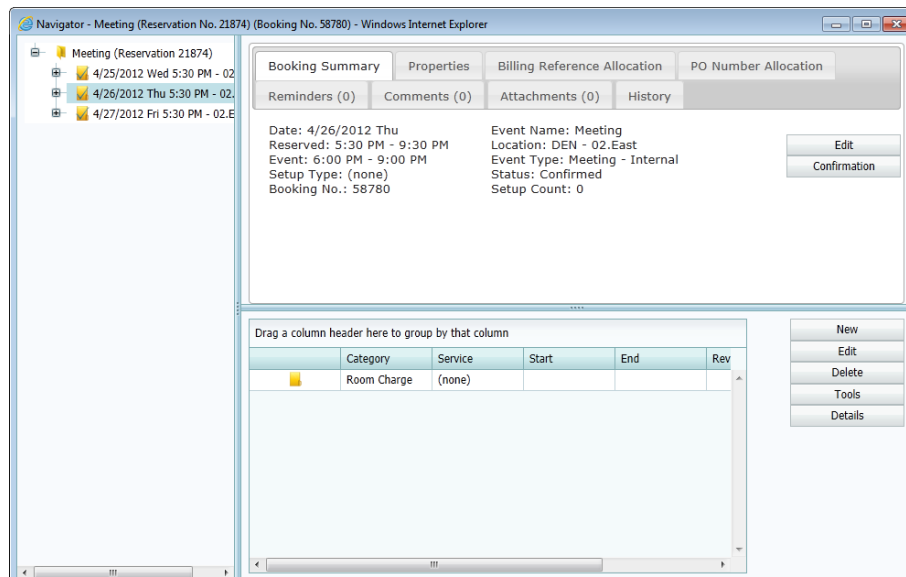 Navigator - Meeting (Reservation No. 21874) (Booking No. 58780) - Windows Internet Explorer
Meeting (Reservation 21874)
4/25/2012 Wed 5:30 PM - 02
4/26/2012 Thu 5:30 PM - 02.
4/27/2012 Fri 5:30 PM - 02.E
Booking Summary Properties Billing Reference Allocation PO Number Allocation
Reminders (0) Comments (0) Attachments (0) History
Date: 4/26/2012 Thu
Reserved: 5:30 PM - 9:30 PM
Event: 6:00 PM - 9:00 PM
Setup Type: (none)
Booking No.: 58780
Event Name: Meeting
Location: DEN - 02.East
Event Type: Meeting - Internal
Status: Confirmed
Setup Count: 0
Edit
Confirmation
Drag a column header here to group by that column
Category Service Start End Rev
Room Charge (none)
New
Edit
Delete
Tools
Details